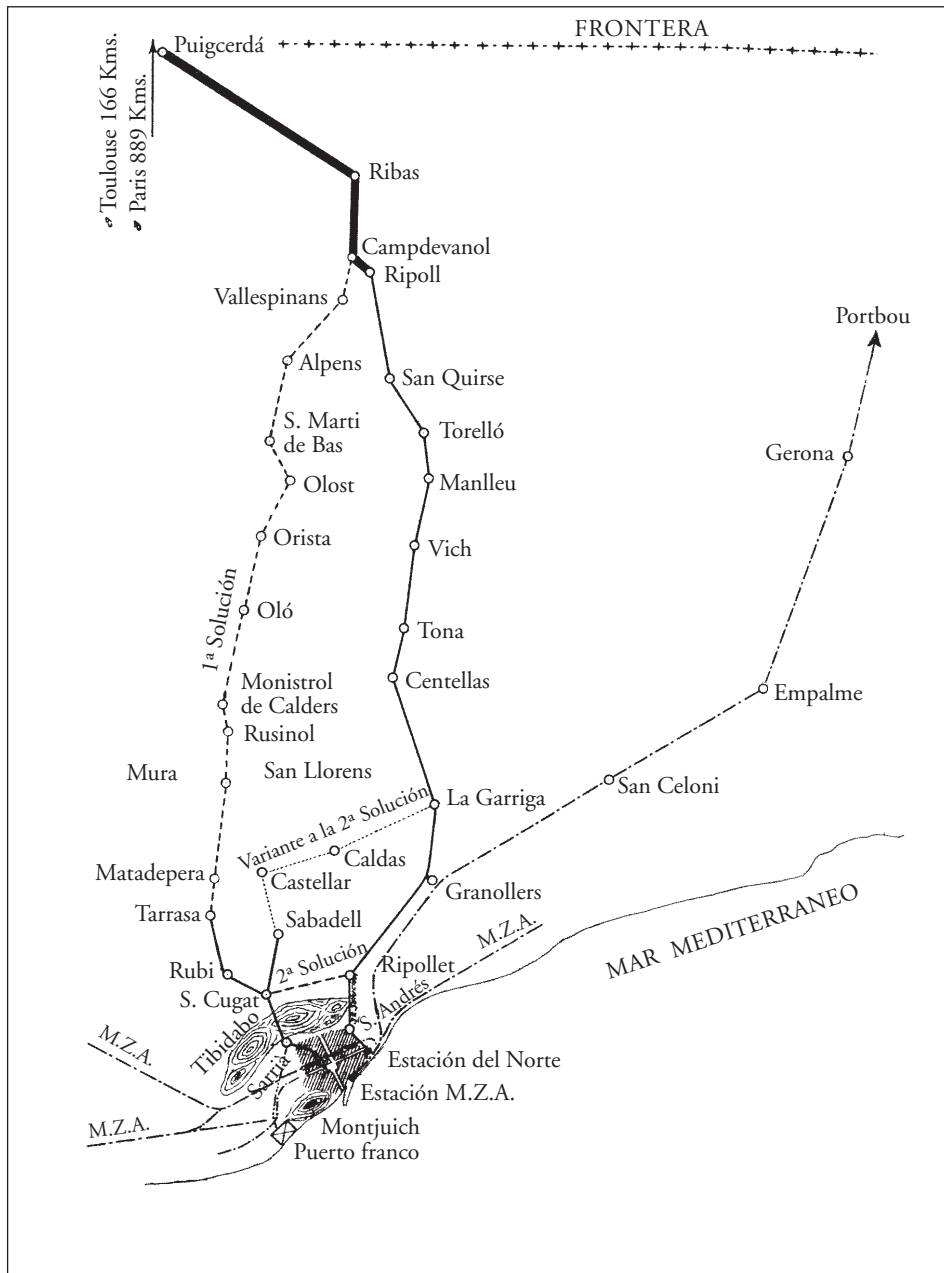 FRONTERA
Puigcerdá
Toulouse 166 Kms.
Paris 889 Kms.
Ribas
Campdevanol
Ripoll
Vallespinans
Portbou
Alpens
San Quirse
S. Marti
de Bas
Torelló
Gerona
Olost
Manlleu
Orista
Vich
1ª Solución
Oló
Tona
Centellas
Monistrol
de Calders
Empalme
Rusinol
Mura
San Llorens
San Celoni
La Garriga
Variante a la 2ª Solución
Caldas
Matadepera
Castellar
Granollers
Tarrasa
Sabadell
M.Z.A.
MAR MEDITERRANEO
2ª Solución
Rubi
Ripollet
S. Cugat
S. Andrés
Tibidabo
M.Z.A.
Sarriá
Estación del Norte
Estación M.Z.A.
M.Z.A.
Montjuich
Puerto franco